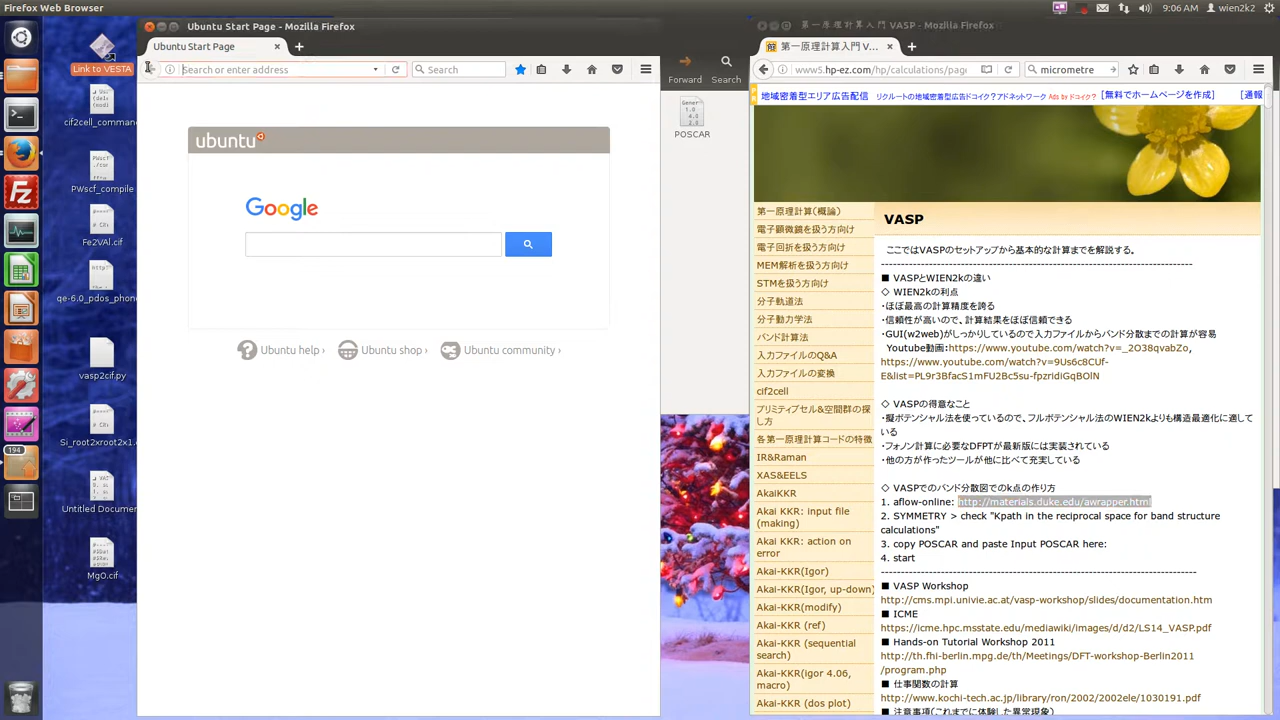 Firefox Web Browser
9:06 AM
wien2k2
Ubuntu Start Page - Mozilla Firefox
Ubuntu Start Page
Search or enter address
Search
ubuntu
Google
Ubuntu help ›
Ubuntu shop ›
Ubuntu community ›
Link to VESTA
cif2cell_comman
PWscf_compile
Fe2VAl.cif
qe-6.0_pdos_phon
vasp2cif.py
Si_root2xroot2x1.
Untitled Documen
MgO.cif
194
Forward
Search
POSCAR
第一原理計算入門 VASP - Mozilla Firefox
第一原理計算入門 V...
www5.hp-ez.com/hp/calculations/page
micrometre
地域密着型エリア広告配信
リクルートの地域密着型広告ドコイク？アドネットワーク Ads by ドコイク？
[無料でホームページを作成]
[通報
第一原理計算(概論)
電子顕微鏡を扱う方向け
電子回折を扱う方向け
MEM解析を扱う方向け
STMを扱う方向け
分子軌道法
分子動力学法
バンド計算法
入力ファイルのQ&A
入力ファイルの変換
cif2cell
プリミティブセル&空間群の探
し方
各第一原理計算コードの特徴
IR&Raman
XAS&EELS
AkaiKKR
Akai KKR: input file
(making)
Akai KKR: action on
error
Akai-KKR(Igor)
Akai-KKR(Igor, up-down)
Akai-KKR(modify)
Akai-KKR (ref)
Akai-KKR (sequential
search)
Akai-KKR(igor 4.06,
macro)
Akai-KKR (dos plot)
VASP
ここではVASPのセットアップから基本的な計算までを解説する。
■ VASPとWIEN2kの違い
◇ WIEN2kの利点
・ほぼ最高の計算精度を誇る
・信頼性が高いので、計算結果をほぼ信頼できる
・GUI(w2web)がしっかりしているので入力ファイルからバンド分散までの計算が容易
Youtube動画：https://www.youtube.com/watch?v=_2O38qvabZo,
https://www.youtube.com/watch?v=9Us6c8CUf-
E&list=PL9r3BfacS1mFU2Bc5su-fpzridiGqBOlN
◇ VASPの得意なこと
・擬ポテンシャル法を使っているので、フルポテンシャル法のWIEN2kよりも構造最適化に適して
いる
・フォノン計算に必要なDFPTが最新版には実装されている
・他の方が作ったツールが他に比べて充実している
◇ VASPでのバンド分散図でのk点の作り方
1. aflow-online: http://materials.duke.edu/awrapper.html
2. SYMMETRY > check "Kpath in the reciprocal space for band structure
calculations"
3. copy POSCAR and paste Input POSCAR here:
4. start
■ VASP Workshop
http://cms.mpi.univie.ac.at/vasp-workshop/slides/documentation.htm
■ ICME
https://icme.hpc.msstate.edu/mediawiki/images/d/d2/LS14_VASP.pdf
■ Hands-on Tutorial Workshop 2011
http://th.fhi-berlin.mpg.de/th/Meetings/DFT-workshop-Berlin2011
/program.php
■ 仕事関数の計算
http://www.kochi-tech.ac.jp/library/ron/2002/2002ele/1030191.pdf
■ 注意事項(これまでに体験した異常現象)